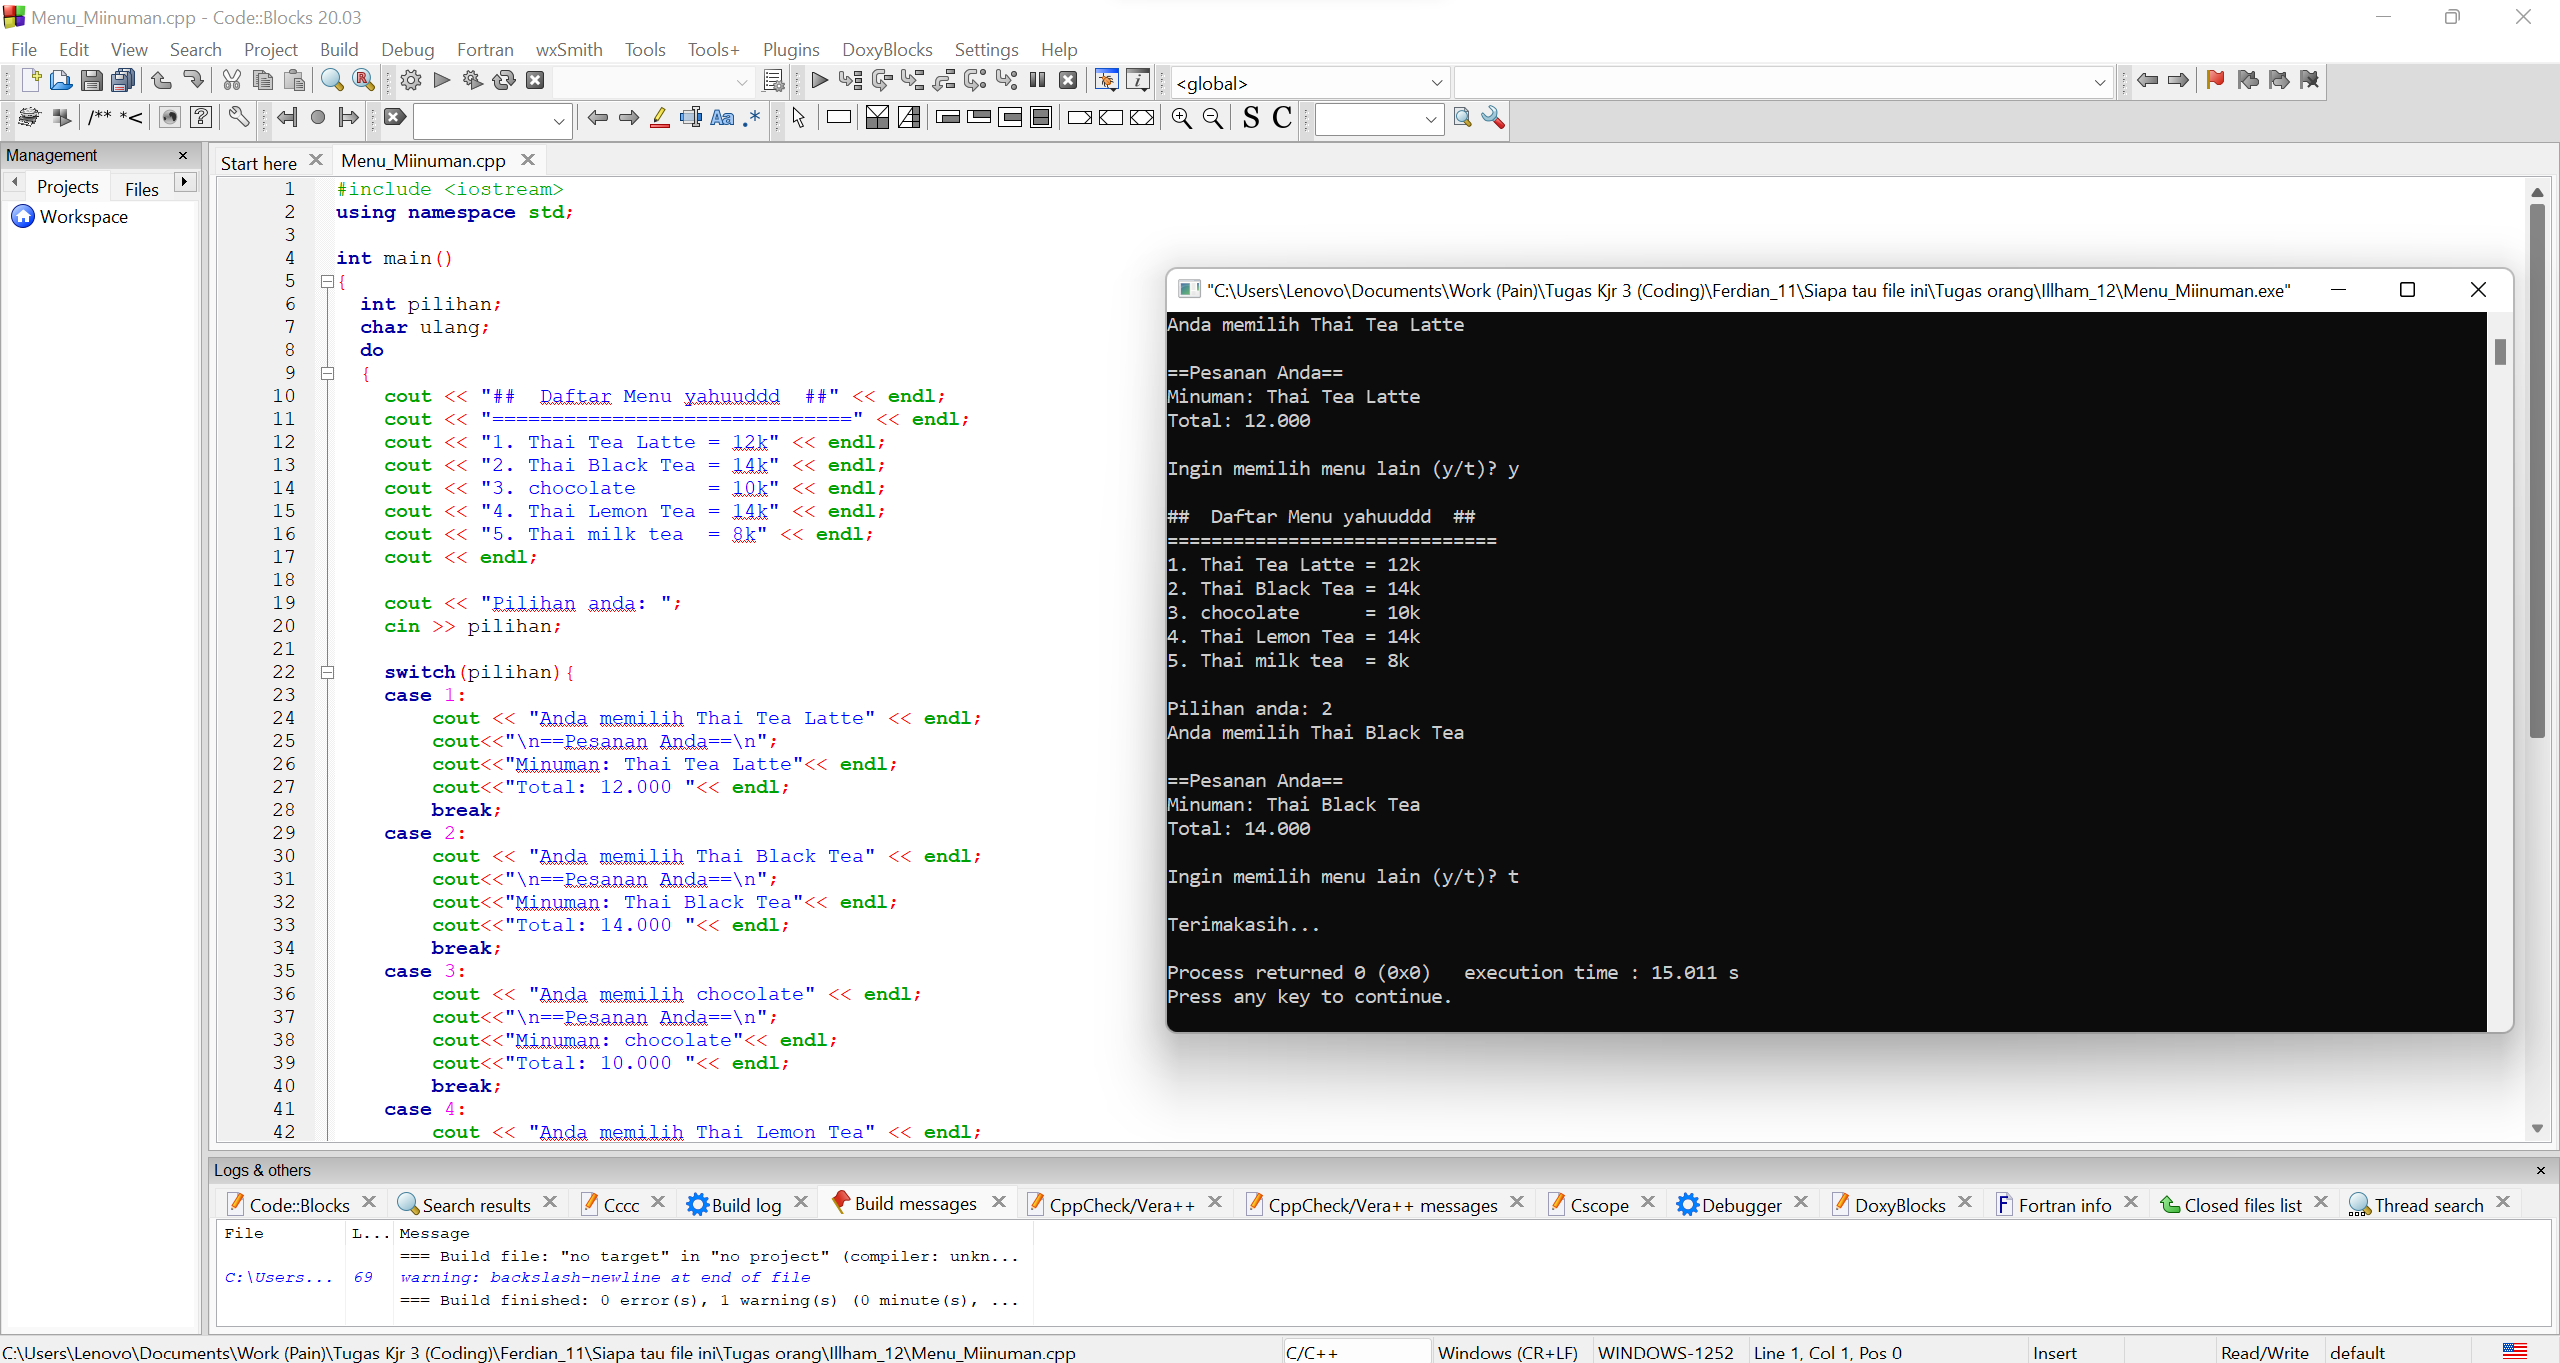 Menu_Miinuman.cpp - Code::Blocks 20.03
File Edit View Search Project Build Debug Fortran wxSmith Tools Tools+ Plugins DoxyBlocks Settings Help
<global>
/** *<
Aa .* S C
Management
Projects Files
Workspace
Start here Menu_Miinuman.cpp
1 #include <iostream>
2 using namespace std;
3
4 int main()
5 {
6 int pilihan;
7 char ulang;
8 do
9 {
10 cout << "##  Daftar Menu yahuuddd  ##" << endl;
11 cout << "==============================" << endl;
12 cout << "1. Thai Tea Latte = 12k" << endl;
13 cout << "2. Thai Black Tea = 14k" << endl;
14 cout << "3. chocolate      = 10k" << endl;
15 cout << "4. Thai Lemon Tea = 14k" << endl;
16 cout << "5. Thai milk tea  = 8k" << endl;
17 cout << endl;
18
19 cout << "Pilihan anda: ";
20 cin >> pilihan;
21
22 switch(pilihan){
23 case 1:
24 cout << "Anda memilih Thai Tea Latte" << endl;
25 cout<<"\n==Pesanan Anda==\n";
26 cout<<"Minuman: Thai Tea Latte"<< endl;
27 cout<<"Total: 12.000 "<< endl;
28 break;
29 case 2:
30 cout << "Anda memilih Thai Black Tea" << endl;
31 cout<<"\n==Pesanan Anda==\n";
32 cout<<"Minuman: Thai Black Tea"<< endl;
33 cout<<"Total: 14.000 "<< endl;
34 break;
35 case 3:
36 cout << "Anda memilih chocolate" << endl;
37 cout<<"\n==Pesanan Anda==\n";
38 cout<<"Minuman: chocolate"<< endl;
39 cout<<"Total: 10.000 "<< endl;
40 break;
41 case 4:
42 cout << "Anda memilih Thai Lemon Tea" << endl;
"C:\Users\Lenovo\Documents\Work (Pain)\Tugas Kjr 3 (Coding)\Ferdian_11\Siapa tau file ini\Tugas orang\Illham_12\Menu_Miinuman.exe"
Anda memilih Thai Tea Latte
==Pesanan Anda==
Minuman: Thai Tea Latte
Total: 12.000
Ingin memilih menu lain (y/t)? y
##  Daftar Menu yahuuddd  ##
==============================
1. Thai Tea Latte = 12k
2. Thai Black Tea = 14k
3. chocolate      = 10k
4. Thai Lemon Tea = 14k
5. Thai milk tea  = 8k
Pilihan anda: 2
Anda memilih Thai Black Tea
==Pesanan Anda==
Minuman: Thai Black Tea
Total: 14.000
Ingin memilih menu lain (y/t)? t
Terimakasih...
Process returned 0 (0x0)   execution time : 15.011 s
Press any key to continue.
Logs & others
Code::Blocks Search results Cccc Build log Build messages CppCheck/Vera++ CppCheck/Vera++ messages Cscope Debugger DoxyBlocks Fortran info Closed files list Thread search
File L... Message
=== Build file: "no target" in "no project" (compiler: unkn...
C:\Users... 69 warning: backslash-newline at end of file
=== Build finished: 0 error(s), 1 warning(s) (0 minute(s), ...
C:\Users\Lenovo\Documents\Work (Pain)\Tugas Kjr 3 (Coding)\Ferdian_11\Siapa tau file ini\Tugas orang\Illham_12\Menu_Miinuman.cpp C/C++ Windows (CR+LF) WINDOWS-1252 Line 1, Col 1, Pos 0 Insert Read/Write default